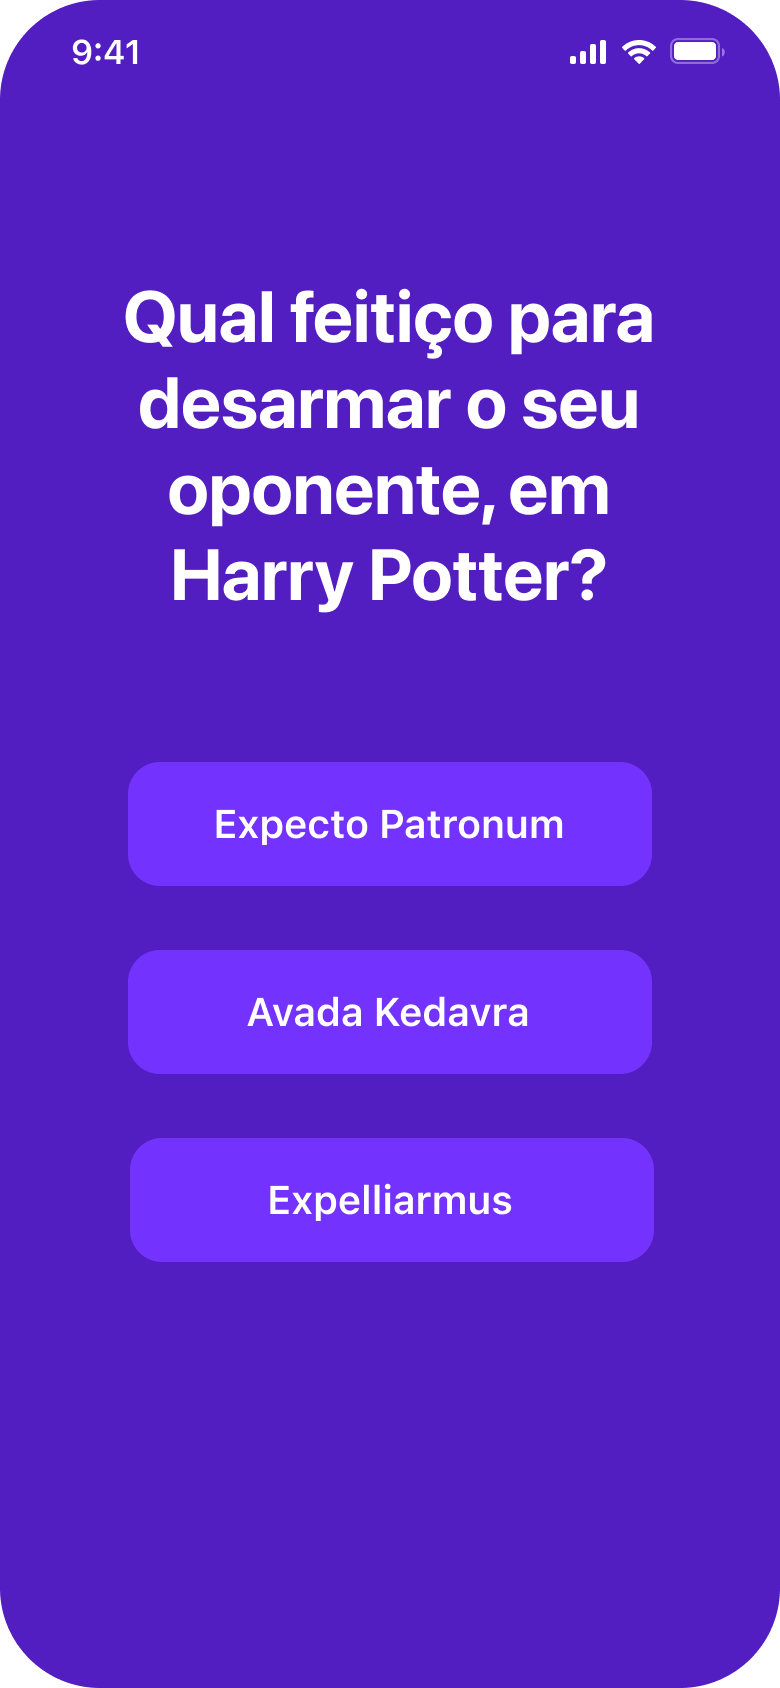 9:41
Qual feitiço para
desarmar o seu
oponente, em
Harry Potter?
Expecto Patronum
Avada Kedavra
Expelliarmus